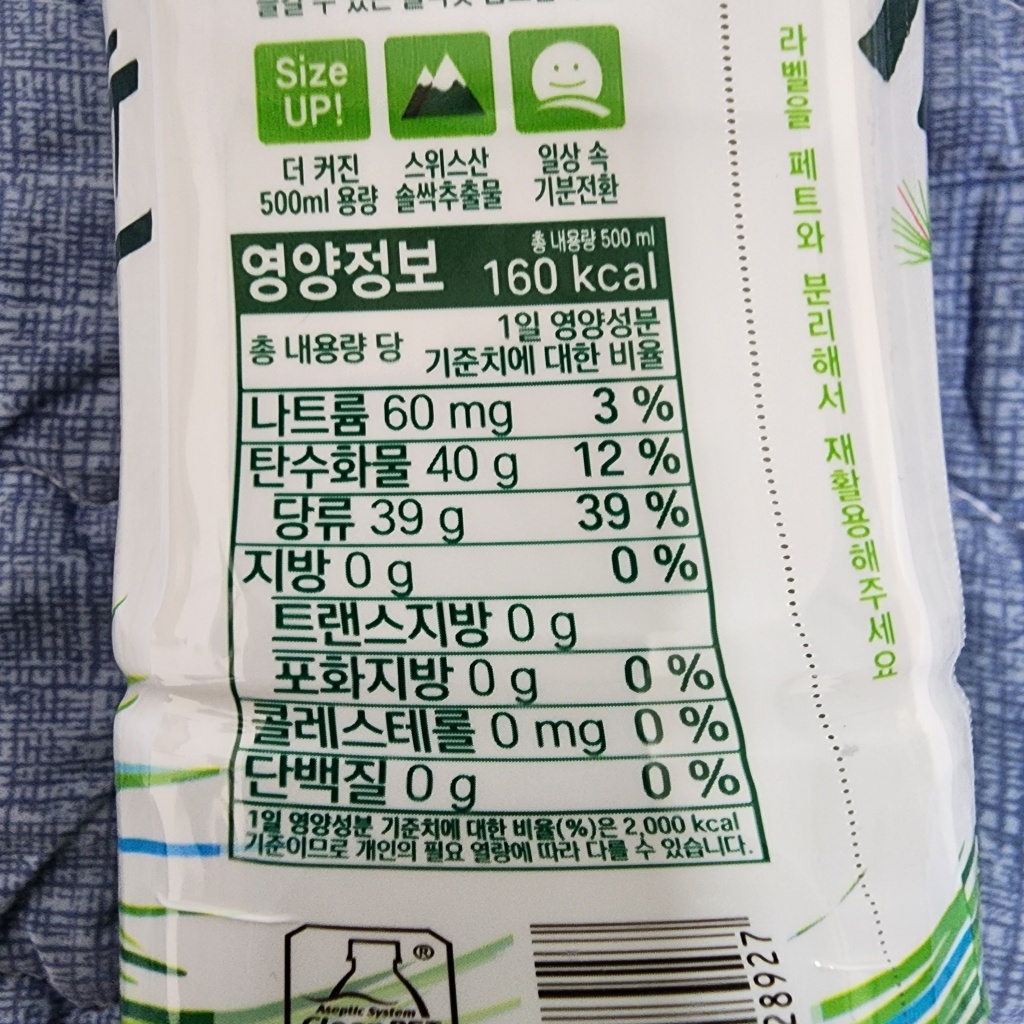 Size
UP!
더 커진
500ml 용량
스위스산
솔싹추출물
일상 속
기분전환
영양정보
총 내용량 500 ml
160 kcal
총 내용량 당
1일 영양성분
기준치에 대한 비율
나트륨 60 mg 3 %
탄수화물 40 g 12 %
당류 39 g 39 %
지방 0 g 0 %
트랜스지방 0 g
포화지방 0 g 0 %
콜레스테롤 0 mg 0 %
단백질 0 g 0 %
1일 영양성분 기준치에 대한 비율(%)은 2,000 kcal
기준이므로 개인의 필요 열량에 따라 다를 수 있습니다.
라벨을 페트와 분리해서 재활용해주세요
®
Aseptic System
28927